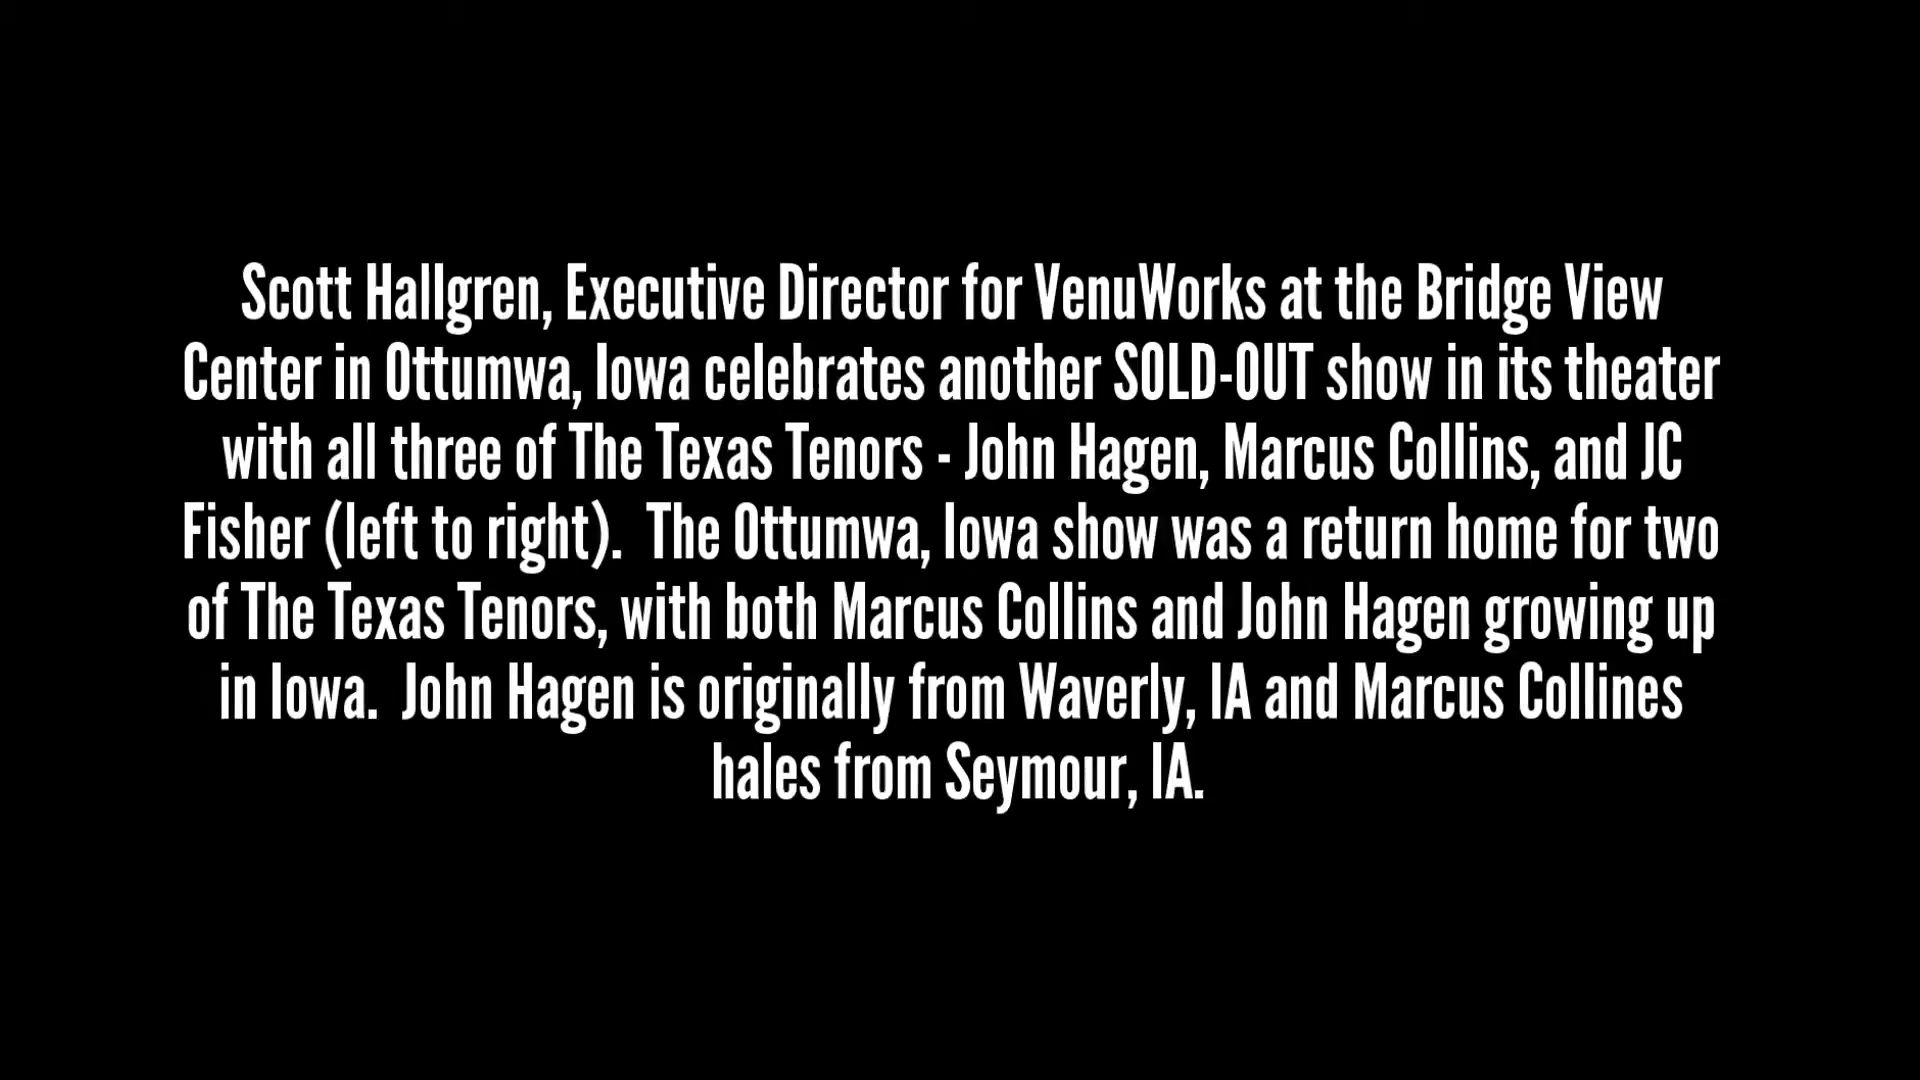 Scott Hallgren, Executive Director for VenuWorks at the Bridge View
Center in Ottumwa, Iowa celebrates another SOLD-OUT show in its theater
with all three of The Texas Tenors - John Hagen, Marcus Collins, and JC
Fisher (left to right).  The Ottumwa, Iowa show was a return home for two
of The Texas Tenors, with both Marcus Collins and John Hagen growing up
in Iowa.  John Hagen is originally from Waverly, IA and Marcus Collines
hales from Seymour, IA.